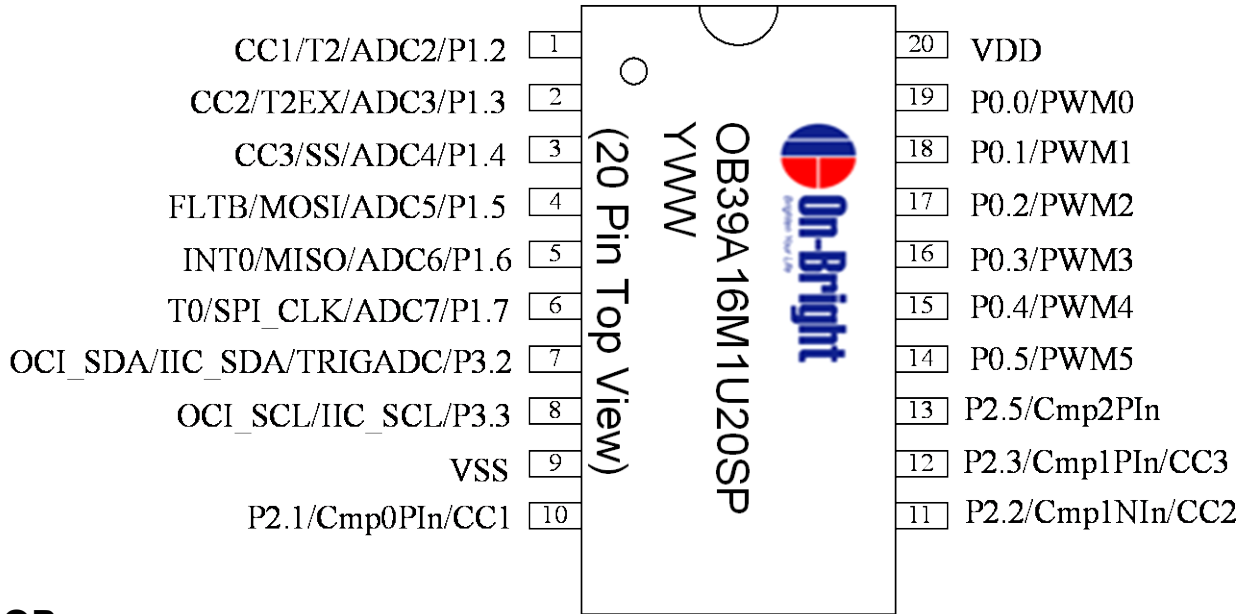 CC1/T2/ADC2/P1.2 1
CC2/T2EX/ADC3/P1.3 2
CC3/SS/ADC4/P1.4 3
FLTB/MOSI/ADC5/P1.5 4
INT0/MISO/ADC6/P1.6 5
T0/SPI_CLK/ADC7/P1.7 6
OCI_SDA/IIC_SDA/TRIGADC/P3.2 7
OCI_SCL/IIC_SCL/P3.3 8
VSS 9
P2.1/Cmp0PIn/CC1 10
On-Bright
Brighten Your Life
OB39A16M1U20SP
YWW
(20 Pin Top View)
20 VDD
19 P0.0/PWM0
18 P0.1/PWM1
17 P0.2/PWM2
16 P0.3/PWM3
15 P0.4/PWM4
14 P0.5/PWM5
13 P2.5/Cmp2PIn
12 P2.3/Cmp1PIn/CC3
11 P2.2/Cmp1NIn/CC2